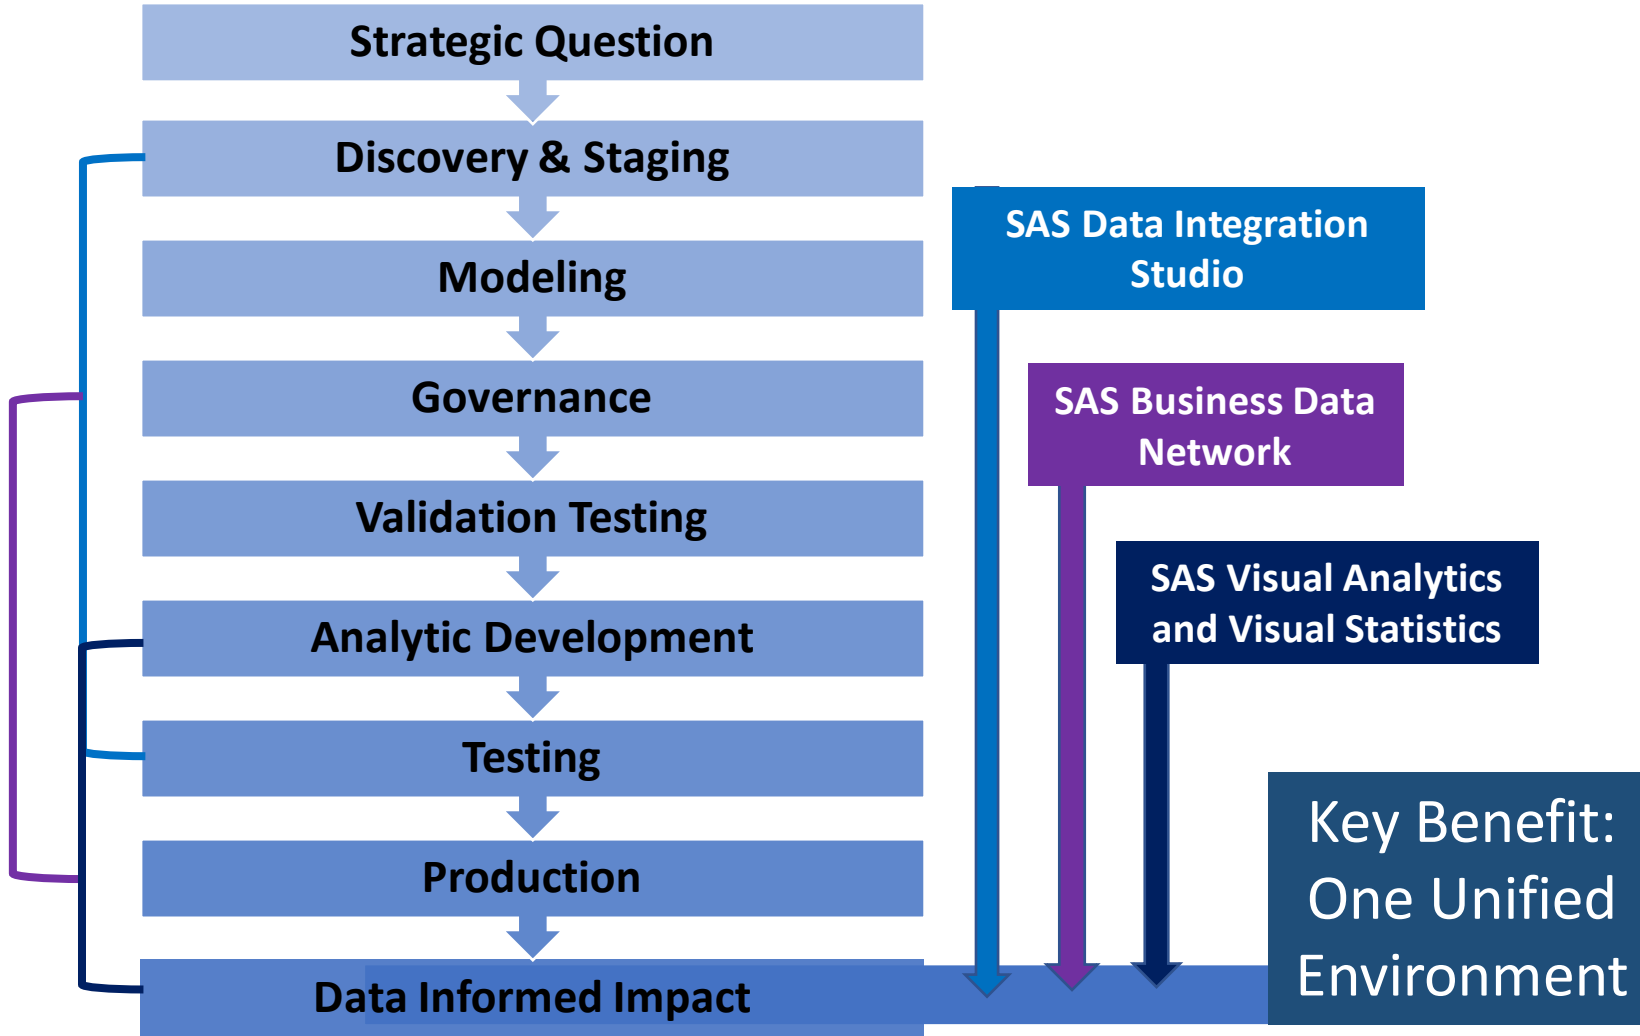 Strategic Question
Discovery & Staging
Modeling
Governance
Validation Testing
Analytic Development
Testing
Production
Data Informed Impact
SAS Data Integration
Studio
SAS Business Data
Network
SAS Visual Analytics
and Visual Statistics
Key Benefit:
One Unified
Environment